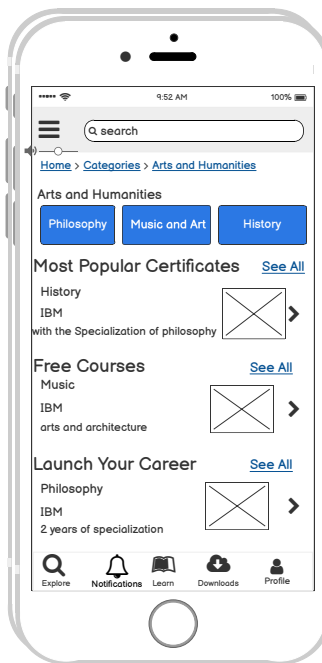 9:52 AM 100%
search
Home > Categories > Arts and Humanities
Arts and Humanities
Philosophy Music and Art History
Most Popular Certificates See All
History
IBM
with the Specialization of philosophy
Free Courses See All
Music
IBM
arts and architecture
Launch Your Career See All
Philosophy
IBM
2 years of specialization
Explore Notifications Learn Downloads Profile